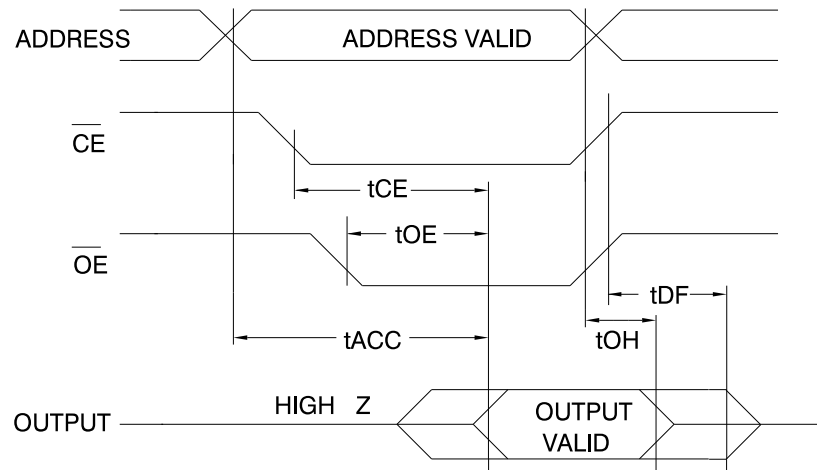 ADDRESS
ADDRESS VALID
CE
tCE
OE
tOE
tDF
tACC
tOH
OUTPUT
HIGH Z
OUTPUT
VALID